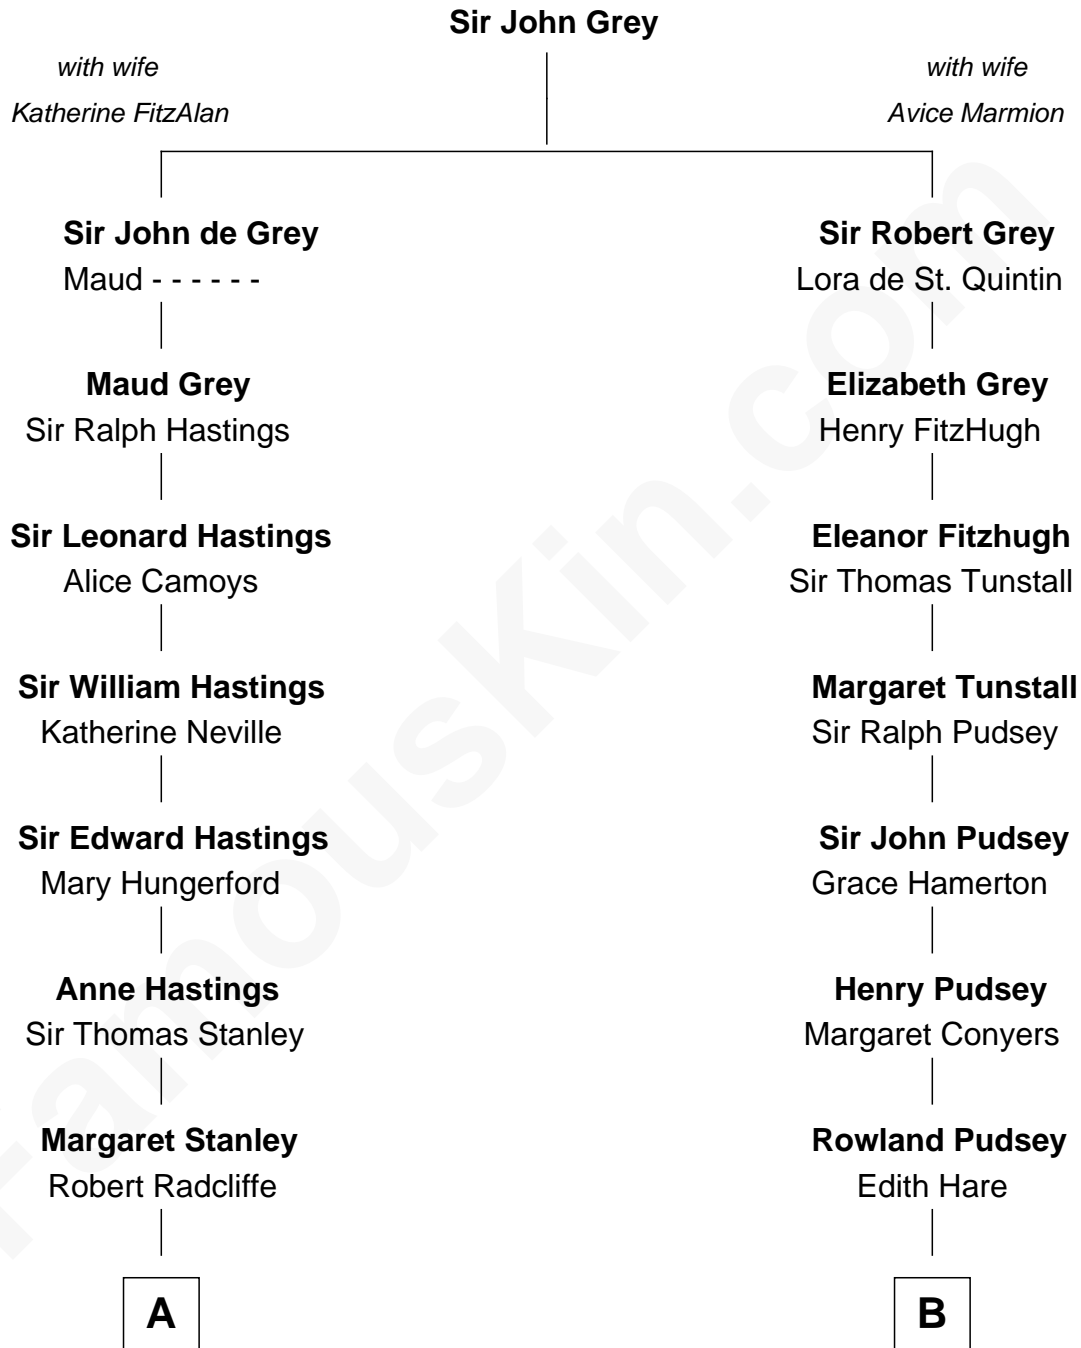 Sir John Grey
with wife
Katherine FitzAlan
with wife
Avice Marmion
Sir John de Grey
Maud - - - - - -
Sir Robert Grey
Lora de St. Quintin
Maud Grey
Sir Ralph Hastings
Elizabeth Grey
Henry FitzHugh
Sir Leonard Hastings
Alice Camoys
Eleanor Fitzhugh
Sir Thomas Tunstall
Sir William Hastings
Katherine Neville
Margaret Tunstall
Sir Ralph Pudsey
Sir Edward Hastings
Mary Hungerford
Sir John Pudsey
Grace Hamerton
Anne Hastings
Sir Thomas Stanley
Henry Pudsey
Margaret Conyers
Margaret Stanley
Robert Radcliffe
Rowland Pudsey
Edith Hare
A
B
FamousKin.com